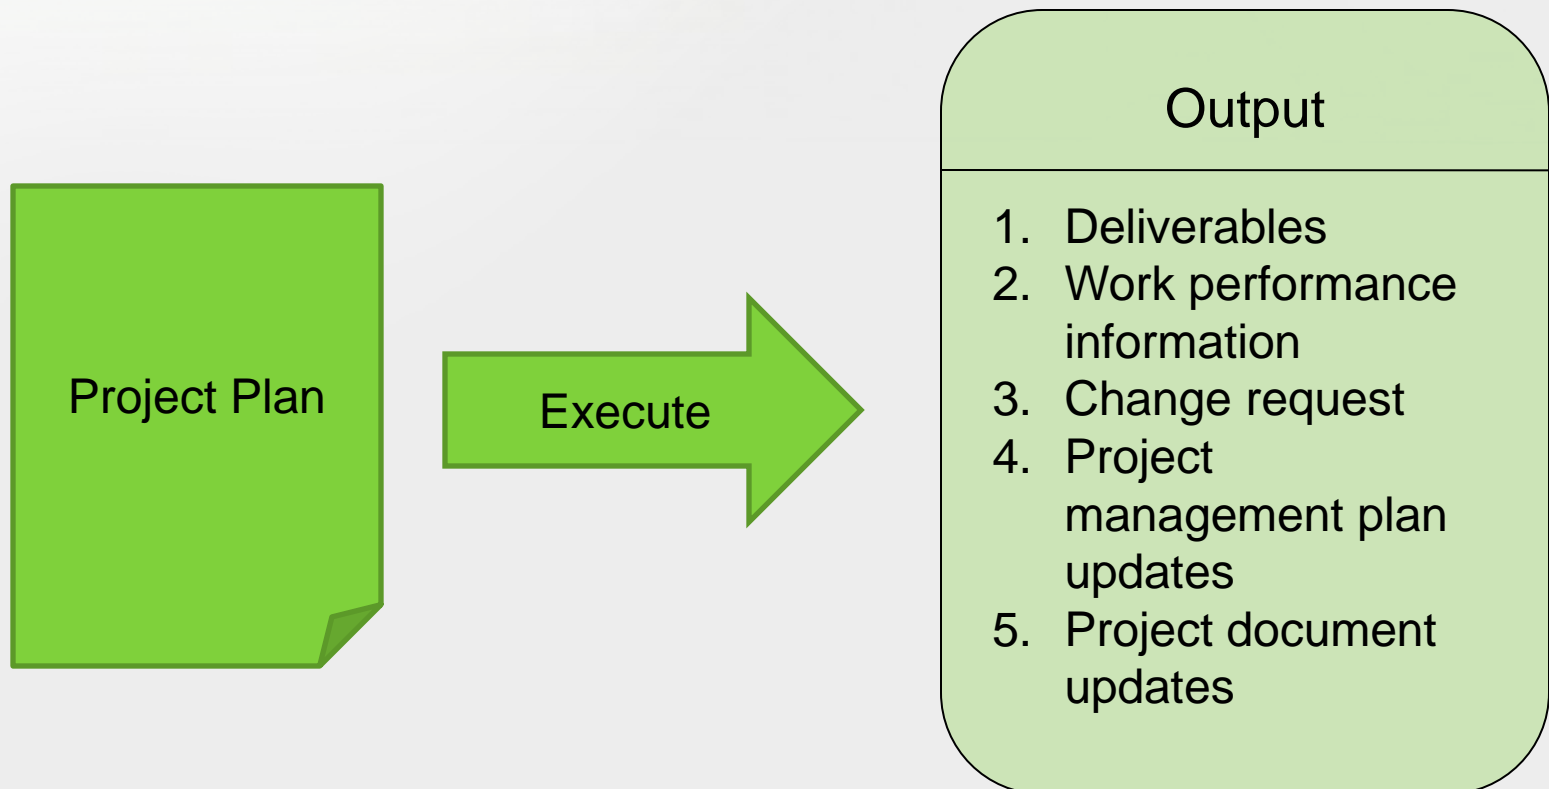 Output
Project Plan
Execute
1. Deliverables
2. Work performance
information
3. Change request
4. Project
management plan
updates
5. Project document
updates